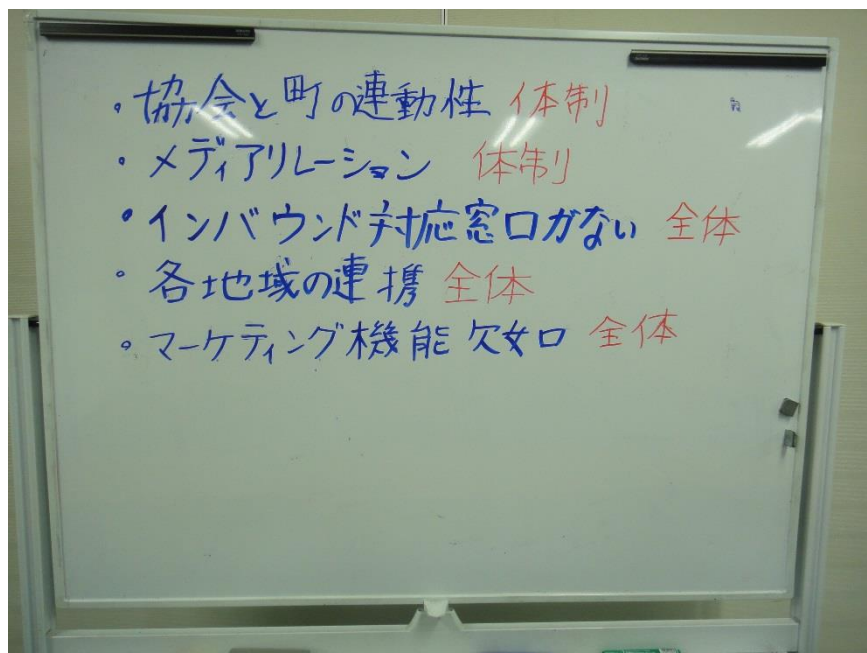 ・協会と町の連動性 体制
・メディアリレーション 体制
・インバウンド対応窓口がない 全体
・各地域の連携 全体
・マーケティング機能欠如 全体